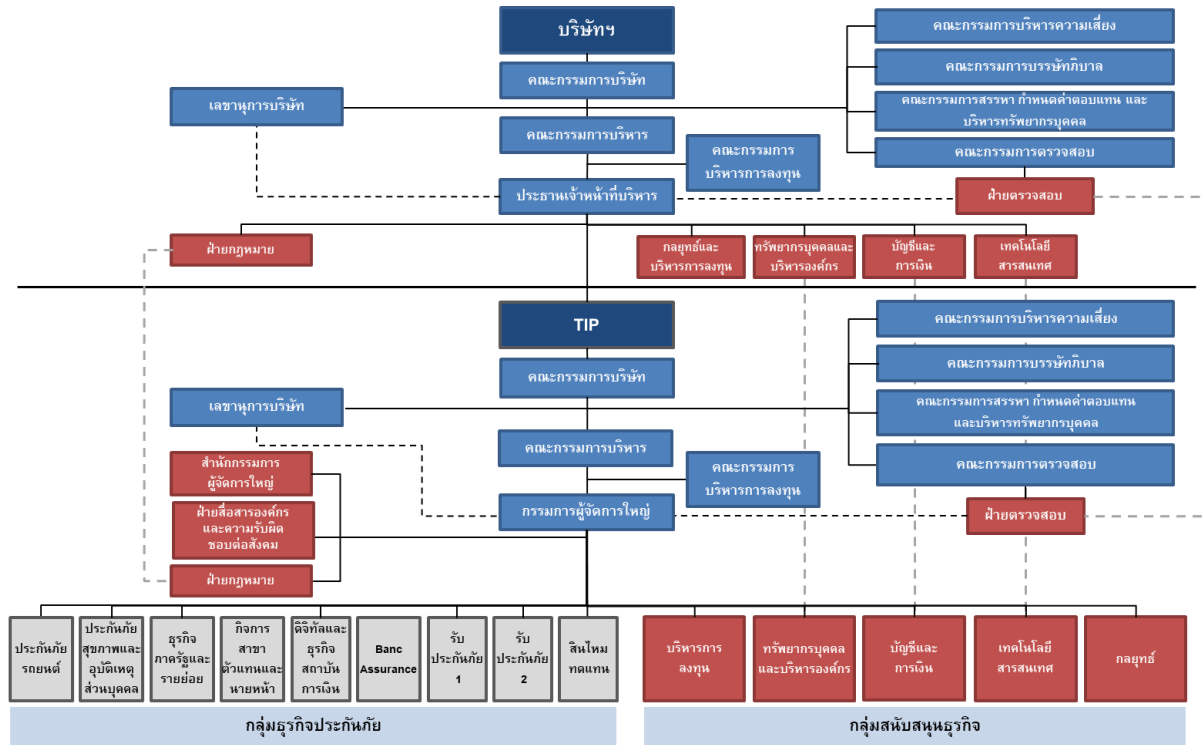 บริษัทฯ
คณะกรรมการบริหารความเสี่ยง
คณะกรรมการบริษัท
คณะกรรมการบรรษัทภิบาล
เลขานุการบริษัท
คณะกรรมการสรรหา กำหนดค่าตอบแทน และ
บริหารทรัพยากรบุคคล
คณะกรรมการบริหาร
คณะกรรมการ
บริหารการลงทุน
คณะกรรมการตรวจสอบ
ประธานเจ้าหน้าที่บริหาร
ฝ่ายตรวจสอบ
ฝ่ายกฎหมาย
กลยุทธ์และ
บริหารการลงทุน
ทรัพยากรบุคคลและ
บริหารองค์กร
บัญชีและ
การเงิน
เทคโนโลยี
สารสนเทศ
TIP
คณะกรรมการบริหารความเสี่ยง
คณะกรรมการบริษัท
คณะกรรมการบรรษัทภิบาล
เลขานุการบริษัท
คณะกรรมการสรรหา กำหนดค่าตอบแทน
และบริหารทรัพยากรบุคคล
คณะกรรมการบริหาร
คณะกรรมการ
บริหารการลงทุน
คณะกรรมการตรวจสอบ
สำนักกรรมการ
ผู้จัดการใหญ่
กรรมการผู้จัดการใหญ่
ฝ่ายตรวจสอบ
ฝ่ายสื่อสารองค์กร
และความรับผิด
ชอบต่อสังคม
ฝ่ายกฎหมาย
ประกันภัย
รถยนต์
ประกันภัย
สุขภาพและ
อุบัติเหตุ
ส่วนบุคคล
ธุรกิจ
ภาครัฐและ
รายย่อย
กิจการ
สาขา
ตัวแทนและ
นายหน้า
ดิจิทัลและ
ธุรกิจ
สถาบัน
การเงิน
Banc
Assurance
รับ
ประกันภัย
1
รับ
ประกันภัย
2
สินไหม
ทดแทน
บริหารการ
ลงทุน
ทรัพยากรบุคคล
และบริหารองค์กร
บัญชีและ
การเงิน
เทคโนโลยี
สารสนเทศ
กลยุทธ์
กลุ่มธุรกิจประกันภัย
กลุ่มสนับสนุนธุรกิจ